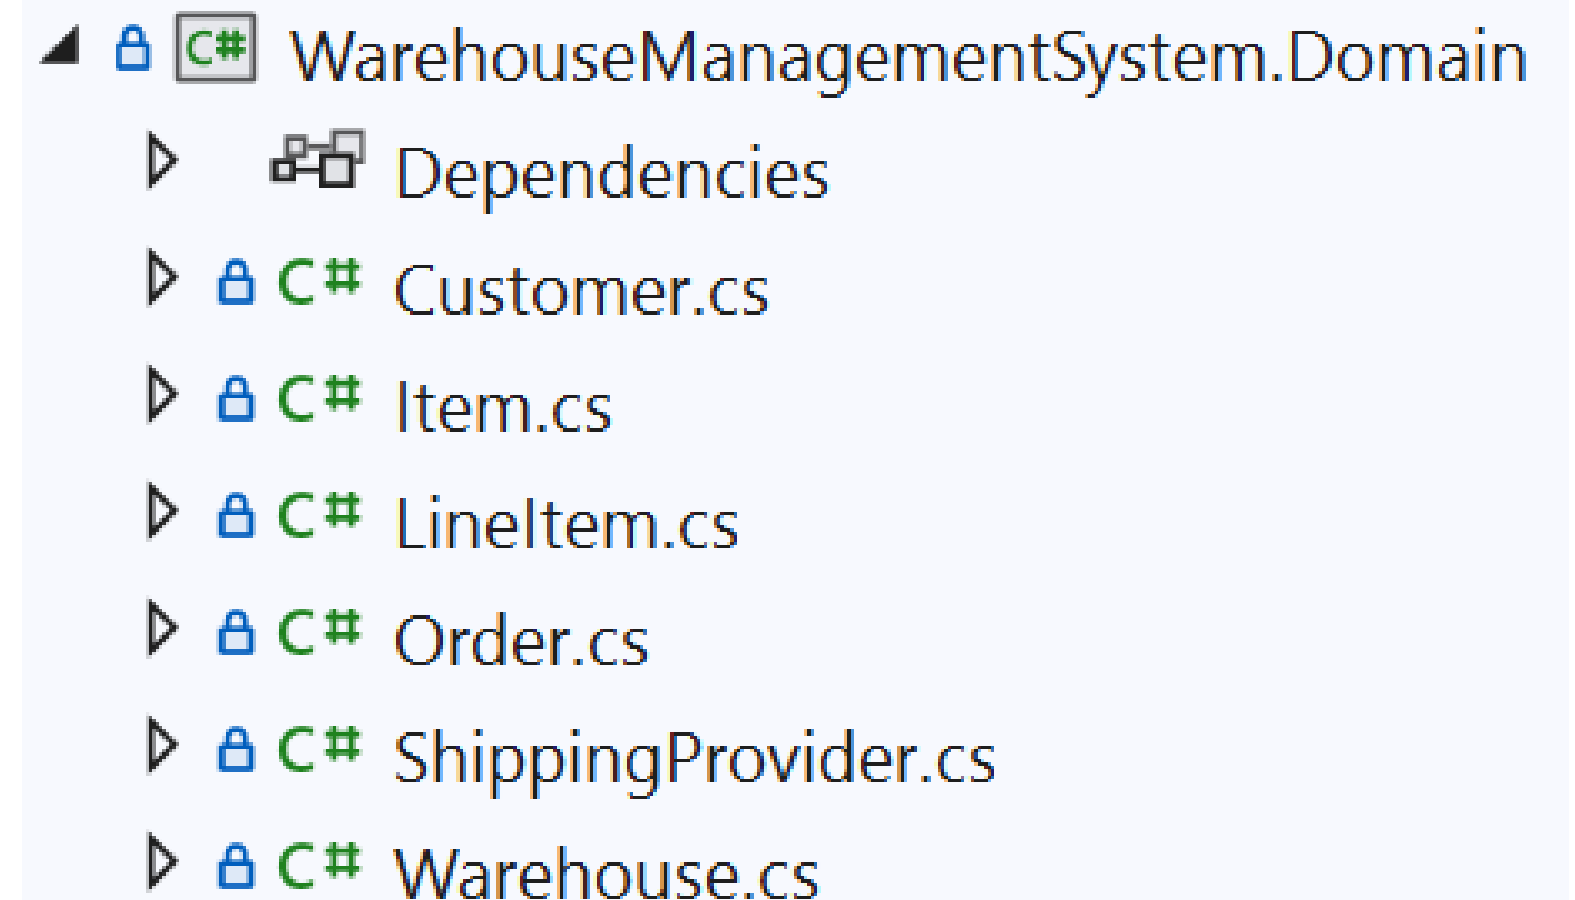 C# WarehouseManagementSystem.Domain
Dependencies
C# Customer.cs
C# Item.cs
C# LineItem.cs
C# Order.cs
C# ShippingProvider.cs
C# Warehouse.cs